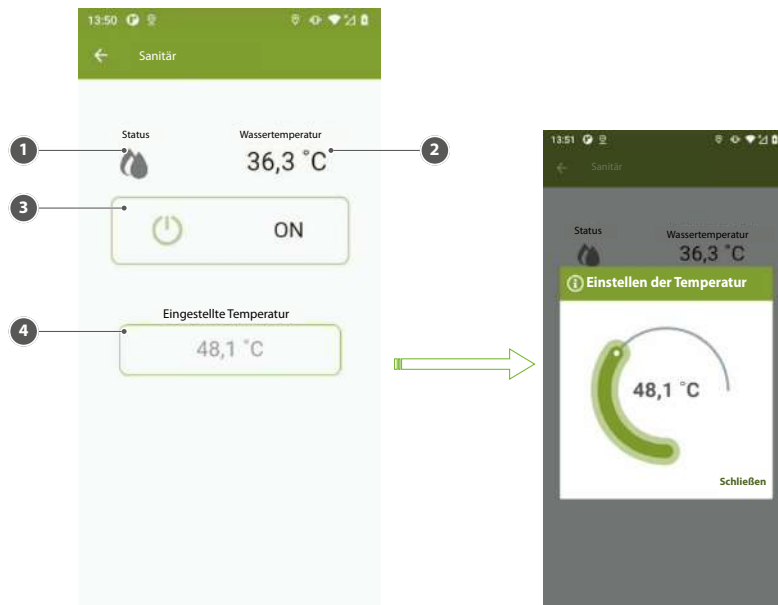 13:50
Sanitär
Status
Wassertemperatur
1
36,3 °C
2
3
ON
Eingestellte Temperatur
4
48,1 °C
13:51
Sanitär
Status
Wassertemperatur
36,3 °C
Einstellen der Temperatur
48,1 °C
Schließen